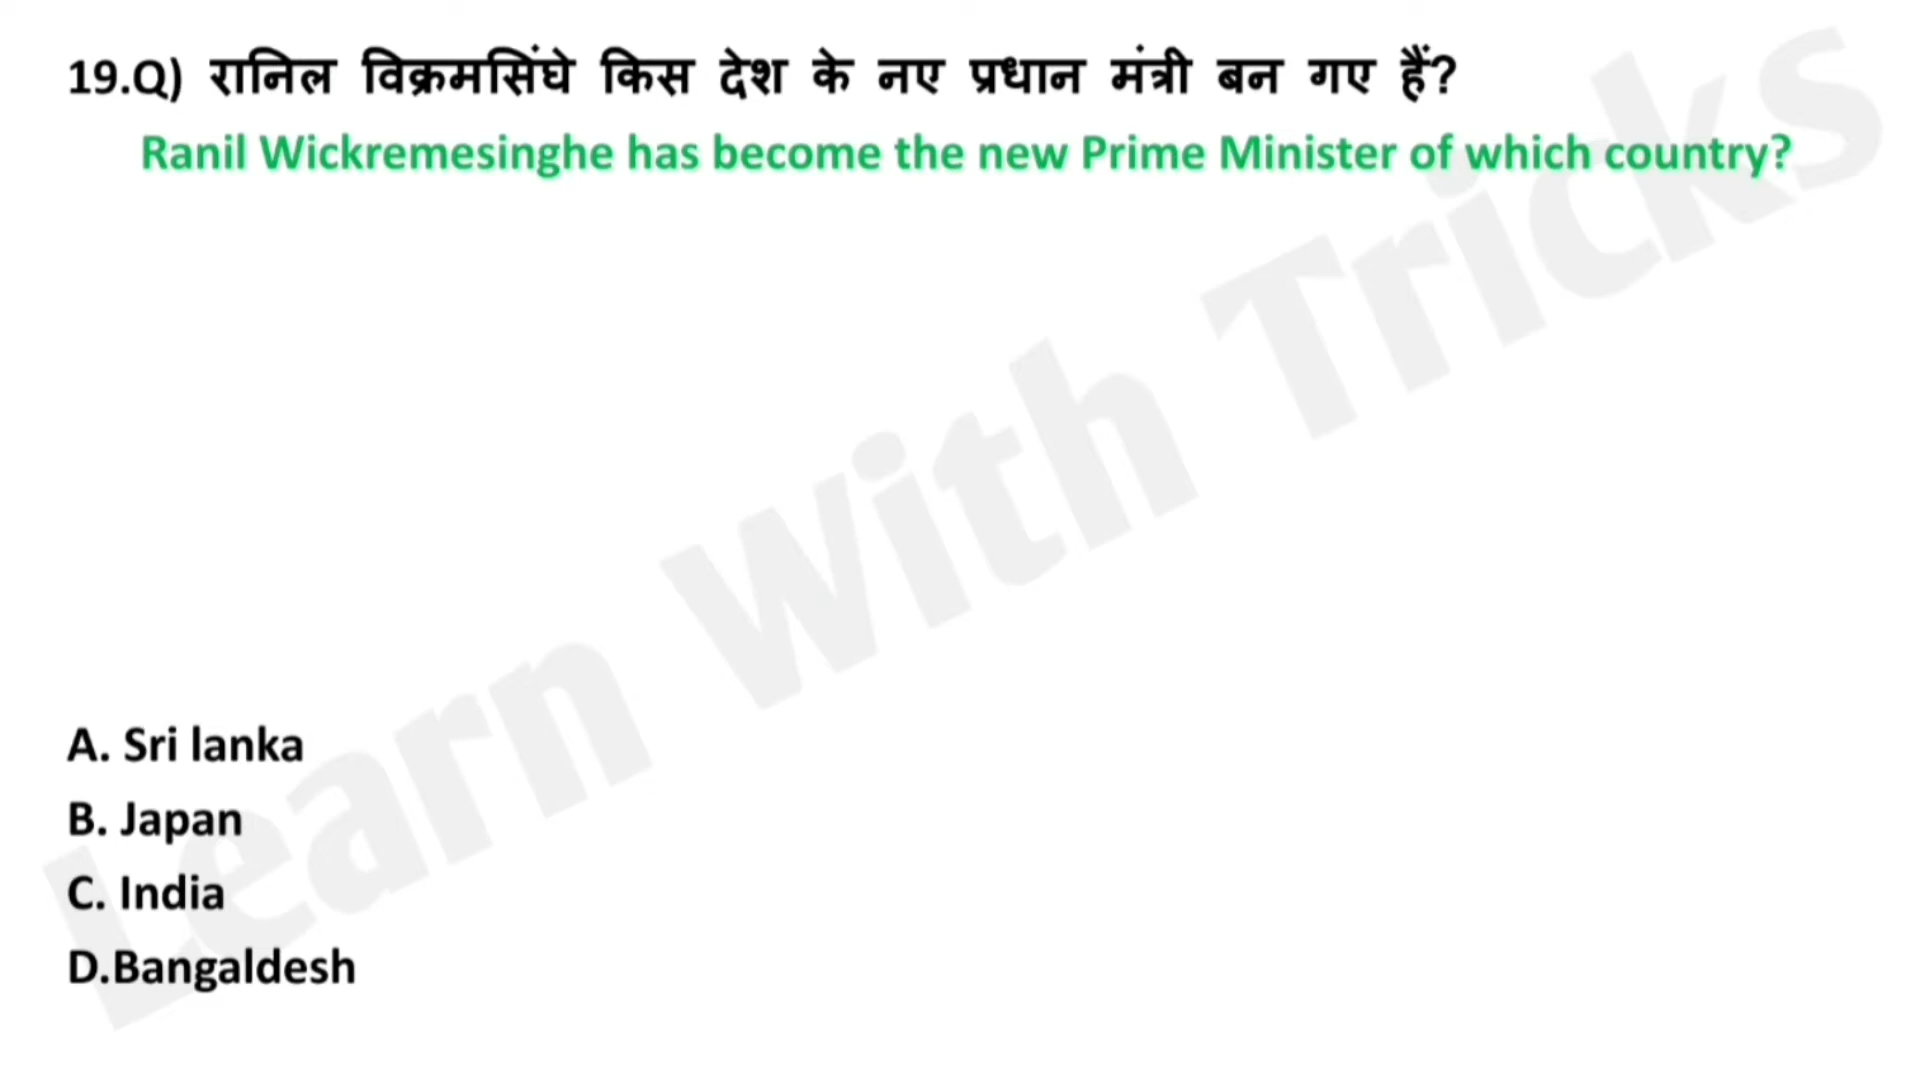 19.Q) रानिल विक्रमसिंघे किस देश के नए प्रधान मंत्री बन गए हैं?
Ranil Wickremesinghe has become the new Prime Minister of which country?
Learn With Tricks
A. Sri lanka
B. Japan
C. India
D.Bangaldesh